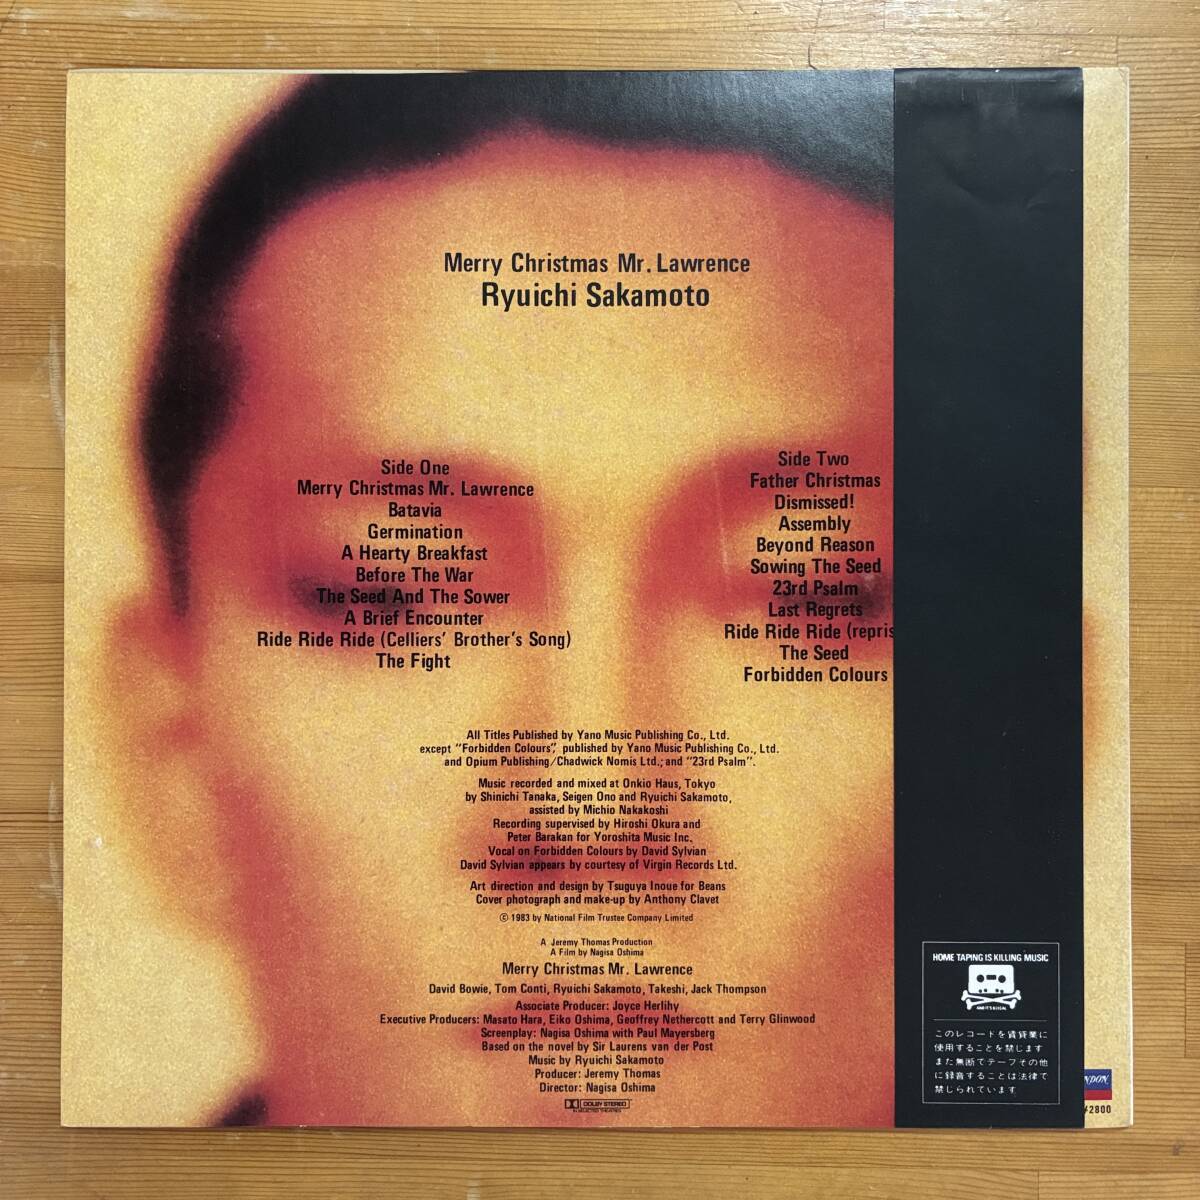 Merry Christmas Mr. Lawrence
Ryuichi Sakamoto
Side One
Merry Christmas Mr. Lawrence
Batavia
Germination
A Hearty Breakfast
Before The War
The Seed And The Sower
A Brief Encounter
Ride Ride Ride (Celliers' Brother's Song)
The Fight
Side Two
Father Christmas
Dismissed!
Assembly
Beyond Reason
Sowing The Seed
23rd Psalm
Last Regrets
Ride Ride Ride (repris
The Seed
Forbidden Colours
All Titles Published by Yano Music Publishing Co., Ltd.
except "Forbidden Colours", published by Yano Music Publishing Co., Ltd.
and Opium Publishing/Chadwick Nomis Ltd.; and "23rd Psalm".
Music recorded and mixed at Onkio Haus, Tokyo
by Shinichi Tanaka, Seigen Ono and Ryuichi Sakamoto,
assisted by Michio Nakakoshi
Recording supervised by Hiroshi Okura and
Peter Barakan for Yoroshita Music Inc.
Vocal on Forbidden Colours by David Sylvian
David Sylvian appears by courtesy of Virgin Records Ltd.
Art direction and design by Tsuguya Inoue for Beans
Cover photograph and make-up by Anthony Clavet
© 1983 by National Film Trustee Company Limited
A Jeremy Thomas Production
A Film by Nagisa Oshima
Merry Christmas Mr. Lawrence
David Bowie, Tom Conti, Ryuichi Sakamoto, Takeshi, Jack Thompson
Associate Producer: Joyce Herlihy
Executive Producers: Masato Hara, Eiko Oshima, Geoffrey Nethercott and Terry Glinwood
Screenplay: Nagisa Oshima with Paul Mayersberg
Based on the novel by Sir Laurens van der Post
Music by Ryuichi Sakamoto
Producer: Jeremy Thomas
Director: Nagisa Oshima
DOLBY STEREO
IN SELECTED THEATRES
HOME TAPING IS KILLING MUSIC
AND IT'S ILLEGAL
このレコードを賃貸業に
使用することを禁じます
また無断でテープその他
に録音することは法律で
禁じられています
NDON
¥2800